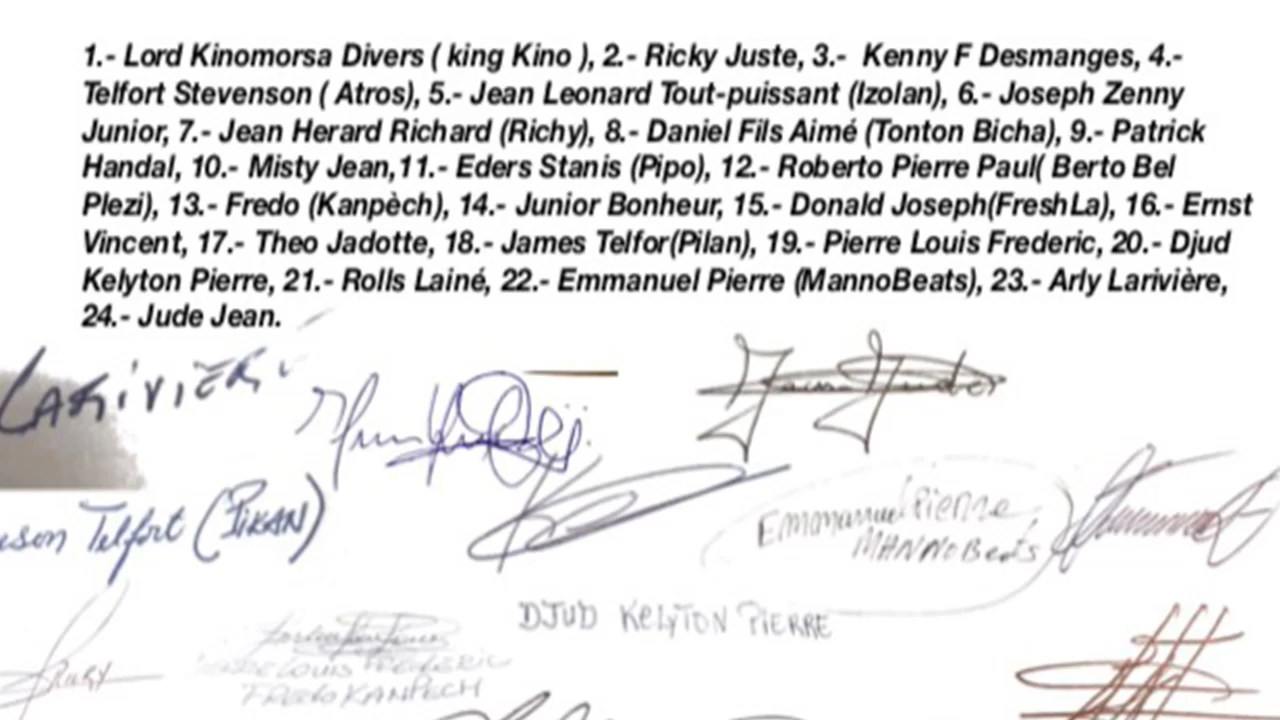 1.- Lord Kinomorsa Divers ( king Kino ), 2.- Ricky Juste, 3.- Kenny F Desmanges, 4.-
Telfort Stevenson ( Atros), 5.- Jean Leonard Tout-puissant (Izolan), 6.- Joseph Zenny
Junior, 7.- Jean Herard Richard (Richy), 8.- Daniel Fils Aimé (Tonton Bicha), 9.- Patrick
Handal, 10.- Misty Jean,11.- Eders Stanis (Pipo), 12.- Roberto Pierre Paul( Berto Bel
Plezi), 13.- Fredo (Kanpèch), 14.- Junior Bonheur, 15.- Donald Joseph(FreshLa), 16.- Ernst
Vincent, 17.- Theo Jadotte, 18.- James Telfor(Pilan), 19.- Pierre Louis Frederic, 20.- Djud
Kelyton Pierre, 21.- Rolls Lainé, 22.- Emmanuel Pierre (MannoBeats), 23.- Arly Larivière,
24.- Jude Jean.
LARIVIERE
Telfort (PIKAN)
Emmanuel Pierre
MANNOBeats
DJUD KelyTON PIERRE
LOUIS FREDERIC
FREDO KANPECH